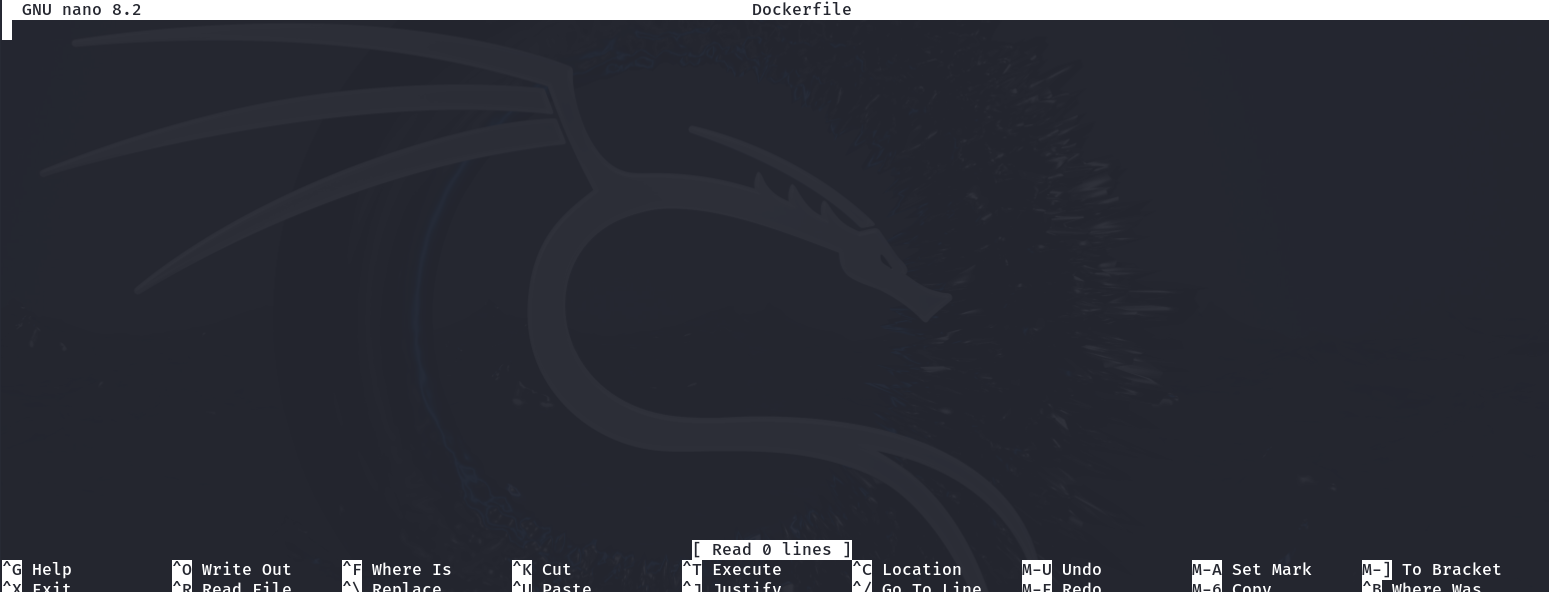 GNU nano 8.2 Dockerfile
[ Read 0 lines ]
^G Help ^O Write Out ^F Where Is ^K Cut ^T Execute ^C Location M-U Undo M-A Set Mark M-] To Bracket
^X Exit ^R Read File ^\ Replace ^U Paste ^J Justify ^/ Go To Line M-E Redo M-6 Copy ^B Where Was